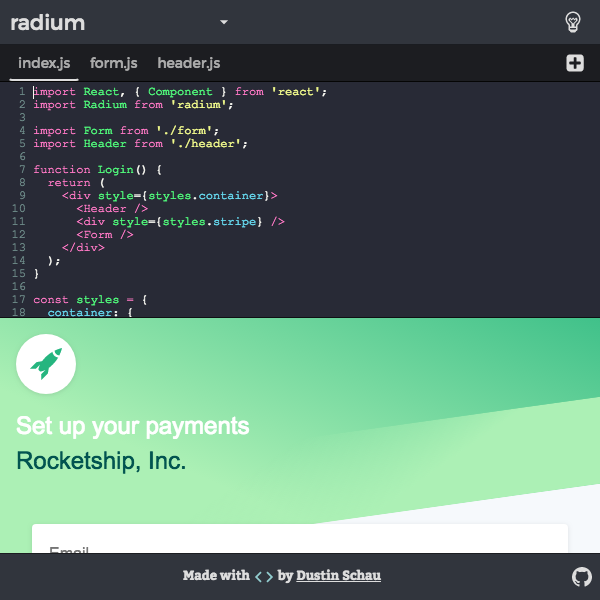 radium
index.js form.js header.js
1 import React, { Component } from 'react';
2 import Radium from 'radium';
3
4 import Form from './form';
5 import Header from './header';
6
7 function Login() {
8 return (
9 <div style={styles.container}>
10 <Header />
11 <div style={styles.stripe} />
12 <Form />
13 </div>
14 );
15 }
16
17 const styles = {
18 container: {
Set up your payments
Rocketship, Inc.
Email
Made with <> by Dustin Schau